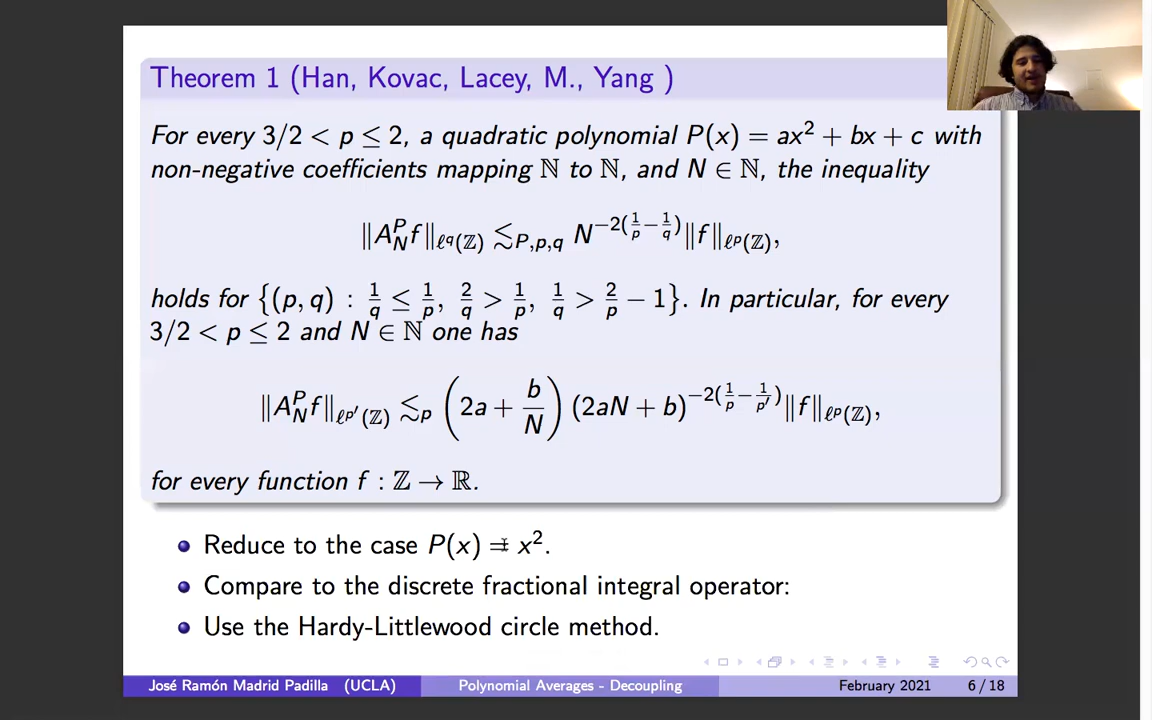 Theorem 1 (Han, Kovac, Lacey, M., Yang )
For every 3/2 < p ≤ 2, a quadratic polynomial P(x) = ax² + bx + c with
non-negative coefficients mapping ℕ to ℕ, and N ∈ ℕ, the inequality
‖A_N^P f‖_{ℓ^q(ℤ)} ≲_{P,p,q} N^{-2(1/p - 1/q)} ‖f‖_{ℓ^p(ℤ)},
holds for {(p, q) : 1/q ≤ 1/p, 2/q > 1/p, 1/q > 2/p − 1}. In particular, for every
3/2 < p ≤ 2 and N ∈ ℕ one has
‖A_N^P f‖_{ℓ^{p′}(ℤ)} ≲_p (2a + b/N) (2aN + b)^{-2(1/p - 1/p′)} ‖f‖_{ℓ^p(ℤ)},
for every function f : ℤ → ℝ.
Reduce to the case P(x) = x².
Compare to the discrete fractional integral operator:
Use the Hardy-Littlewood circle method.
José Ramón Madrid Padilla (UCLA) Polynomial Averages - Decoupling February 2021 6 / 18